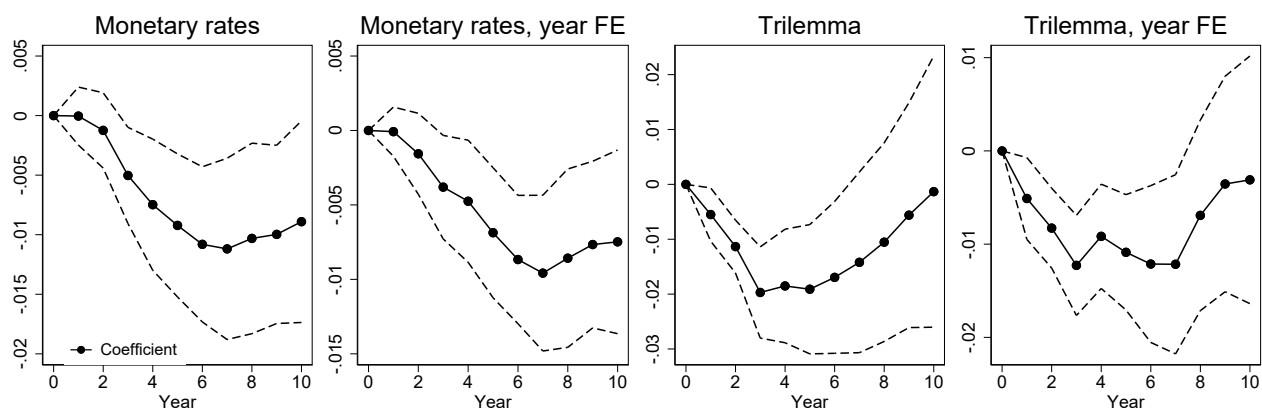 Monetary rates
.005
0
-.005
-.01
-.015
-.02
Coefficient
0 2 4 6 8 10
Year
Monetary rates, year FE
.005
0
-.005
-.01
-.015
0 2 4 6 8 10
Year
Trilemma
.02
.01
0
-.01
-.02
-.03
0 2 4 6 8 10
Year
Trilemma, year FE
.01
0
-.01
-.02
0 2 4 6 8 10
Year